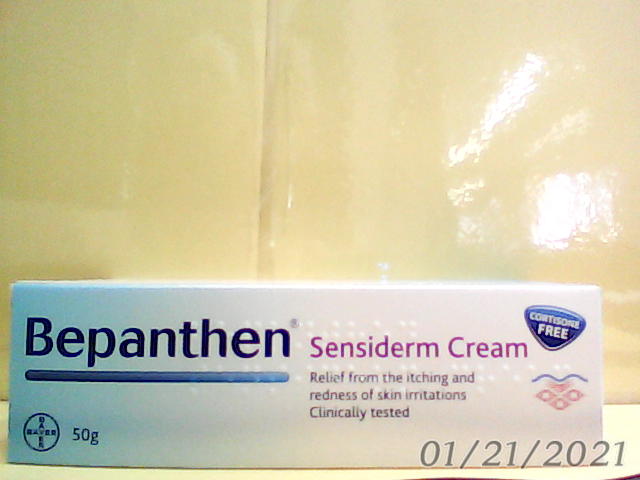 Bepanthen®
Sensiderm Cream
Relief from the itching and
redness of skin irritations
Clinically tested
CORTISONE
FREE
BAYER
BAYER
50g
01/21/2021